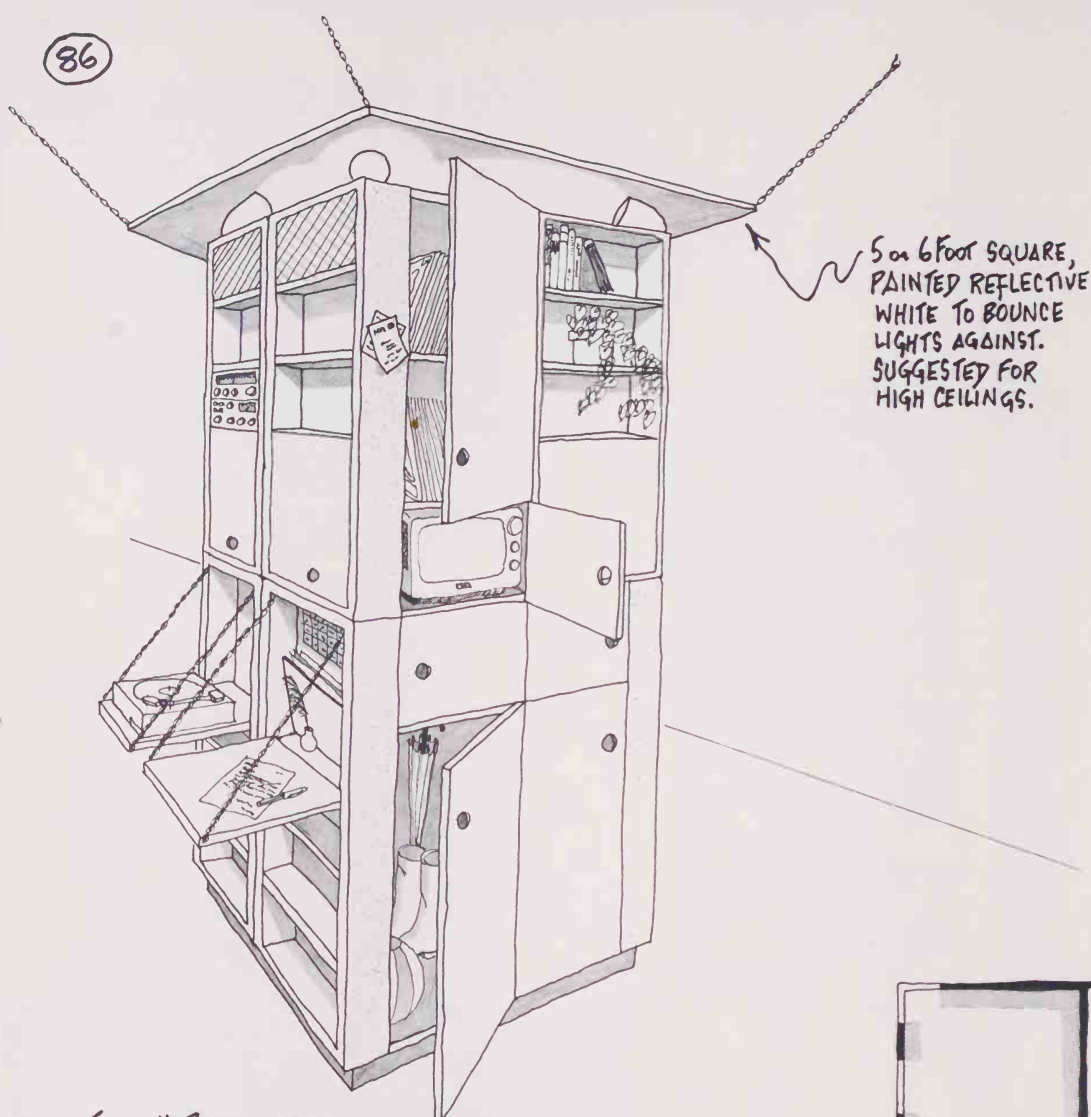 86
5 or 6 FOOT SQUARE,
PAINTED REFLECTIVE
WHITE TO BOUNCE
LIGHTS AGAINST.
SUGGESTED FOR
HIGH CEILINGS.